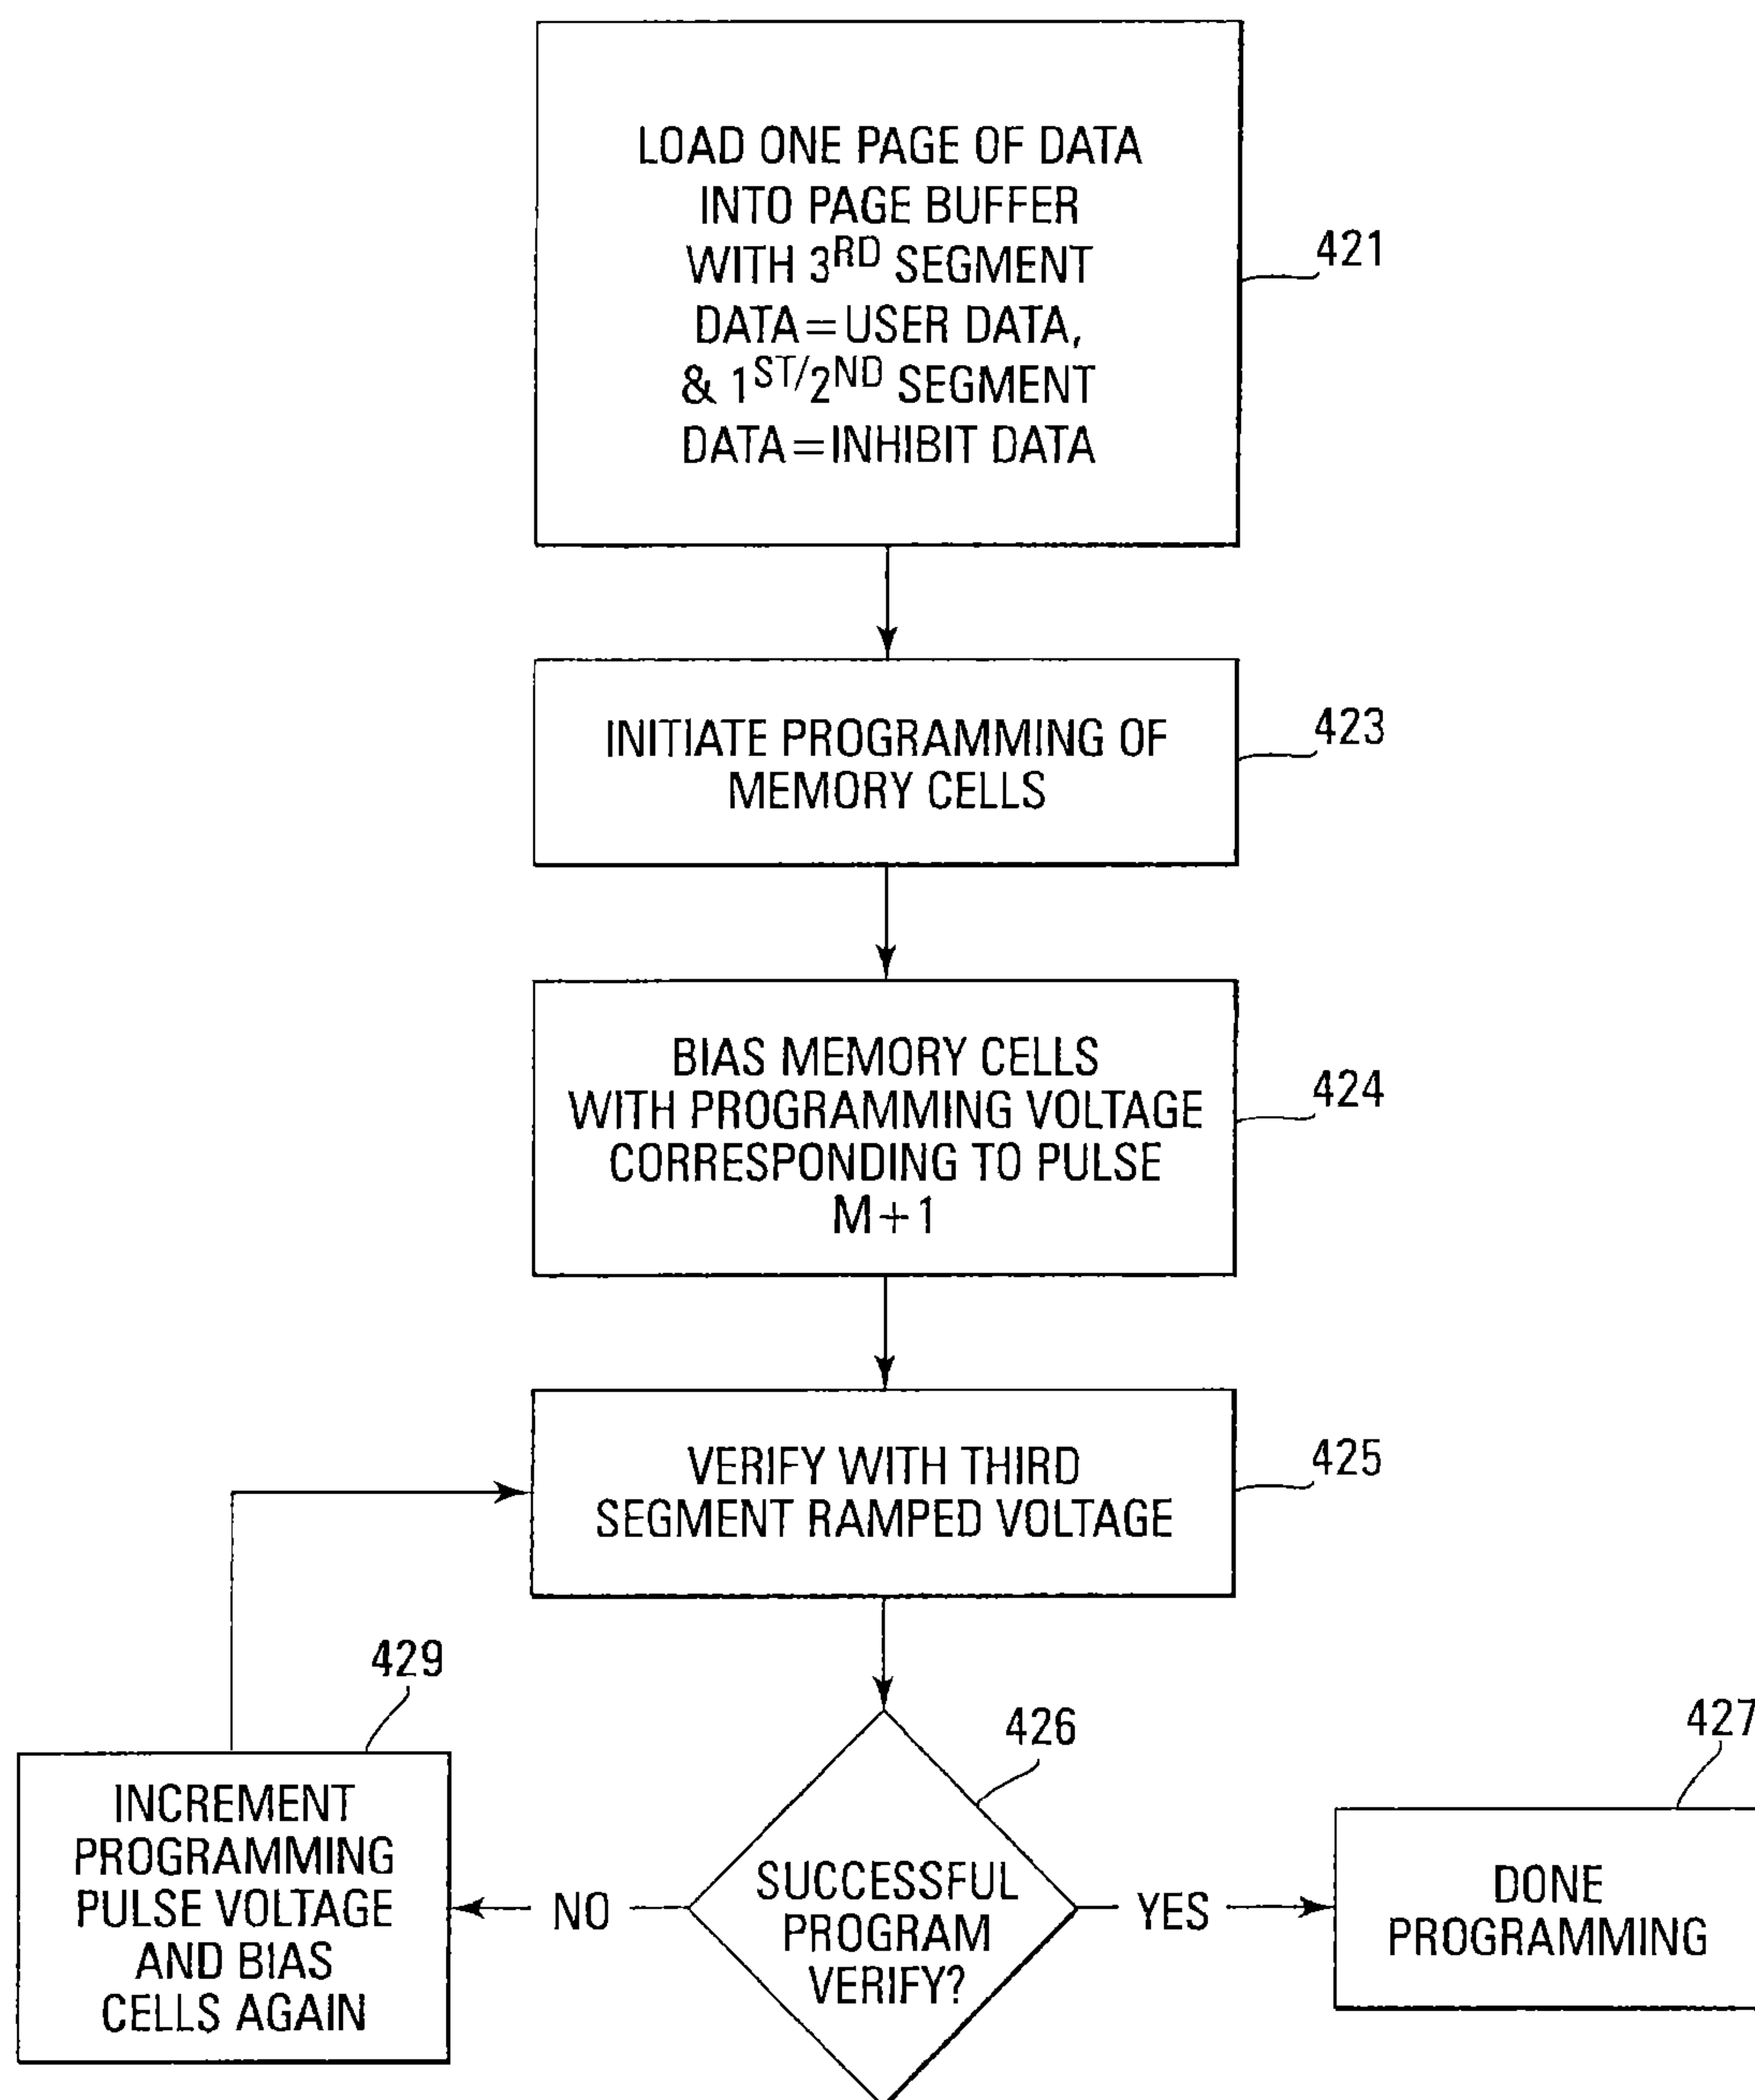 LOAD ONE PAGE OF DATA
INTO PAGE BUFFER
WITH 3RD SEGMENT
DATA=USER DATA,
& 1ST/2ND SEGMENT
DATA=INHIBIT DATA
421
INITIATE PROGRAMMING OF
MEMORY CELLS
423
BIAS MEMORY CELLS
WITH PROGRAMMING VOLTAGE
CORRESPONDING TO PULSE
M+1
424
VERIFY WITH THIRD
SEGMENT RAMPED VOLTAGE
425
429
INCREMENT
PROGRAMMING
PULSE VOLTAGE
AND BIAS
CELLS AGAIN
NO
426
SUCCESSFUL
PROGRAM
VERIFY?
YES
427
DONE
PROGRAMMING